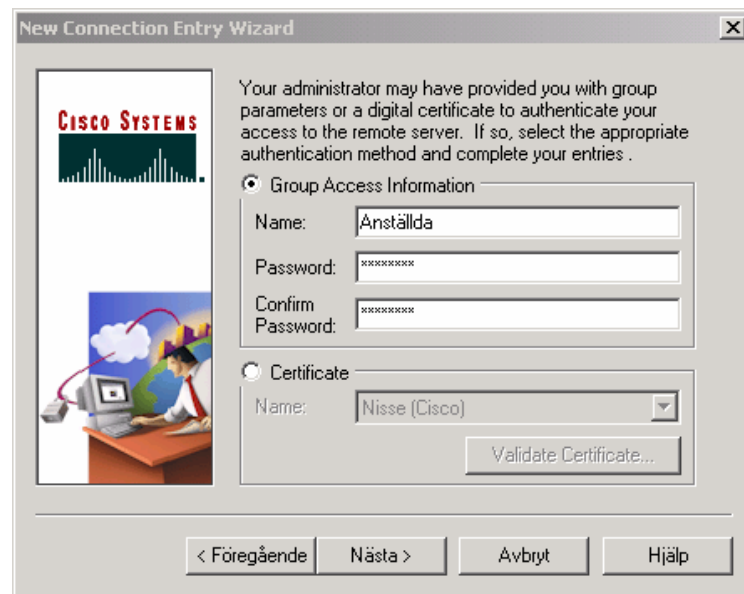 New Connection Entry Wizard
CISCO SYSTEMS
Your administrator may have provided you with group
parameters or a digital certificate to authenticate your
access to the remote server. If so, select the appropriate
authentication method and complete your entries .
Group Access Information
Name: Anställda
Password: ********
Confirm
Password: ********
Certificate
Name: Nisse (Cisco)
Validate Certificate...
< Föregående Nästa > Avbryt Hjälp